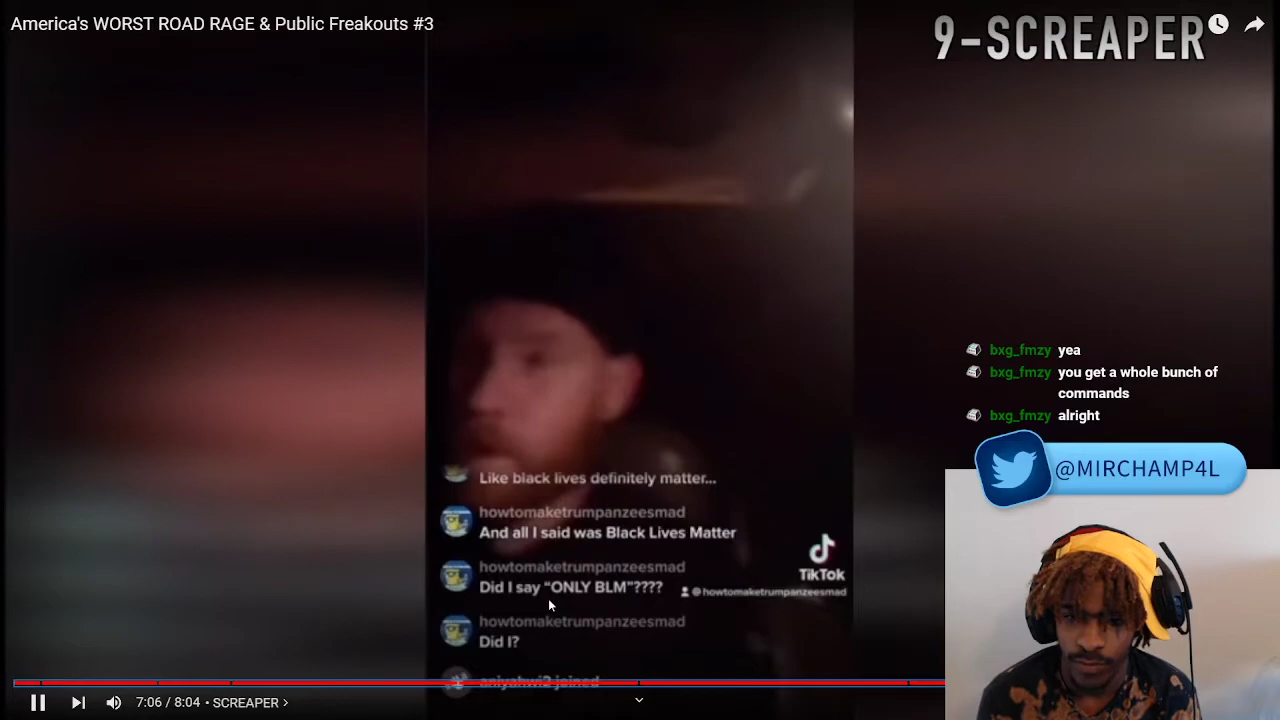 America's WORST ROAD RAGE & Public Freakouts #3
9-SCREAPER
bxg_fmzy yea
bxg_fmzy you get a whole bunch of
commands
bxg_fmzy alright
@MIRCHAMP4L
Like black lives definitely matter...
howtomaketrumpanzeesmad
And all I said was Black Lives Matter
howtomaketrumpanzeesmad
Did I say “ONLY BLM”????
TikTok
@howtomaketrumpanzeesmad
howtomaketrumpanzeesmad
Did I?
aniyahwi2 joined
7:06 / 8:04 • SCREAPER >